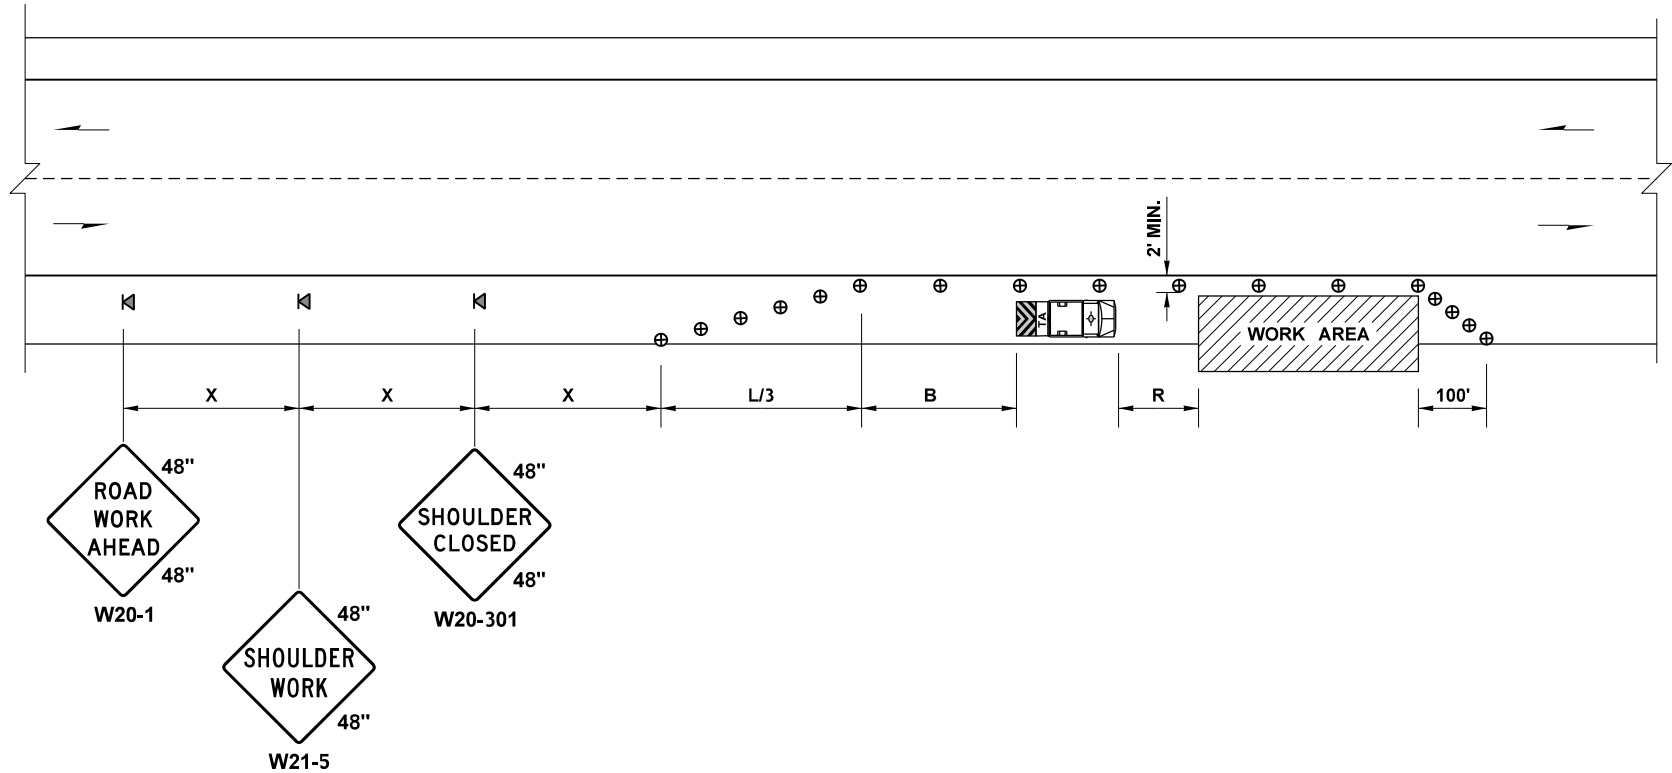 2' MIN.
TA
WORK AREA
X
X
X
L/3
B
R
100'
ROAD
WORK
AHEAD
48"
48"
W20-1
SHOULDER
WORK
48"
48"
W21-5
SHOULDER
CLOSED
48"
48"
W20-301